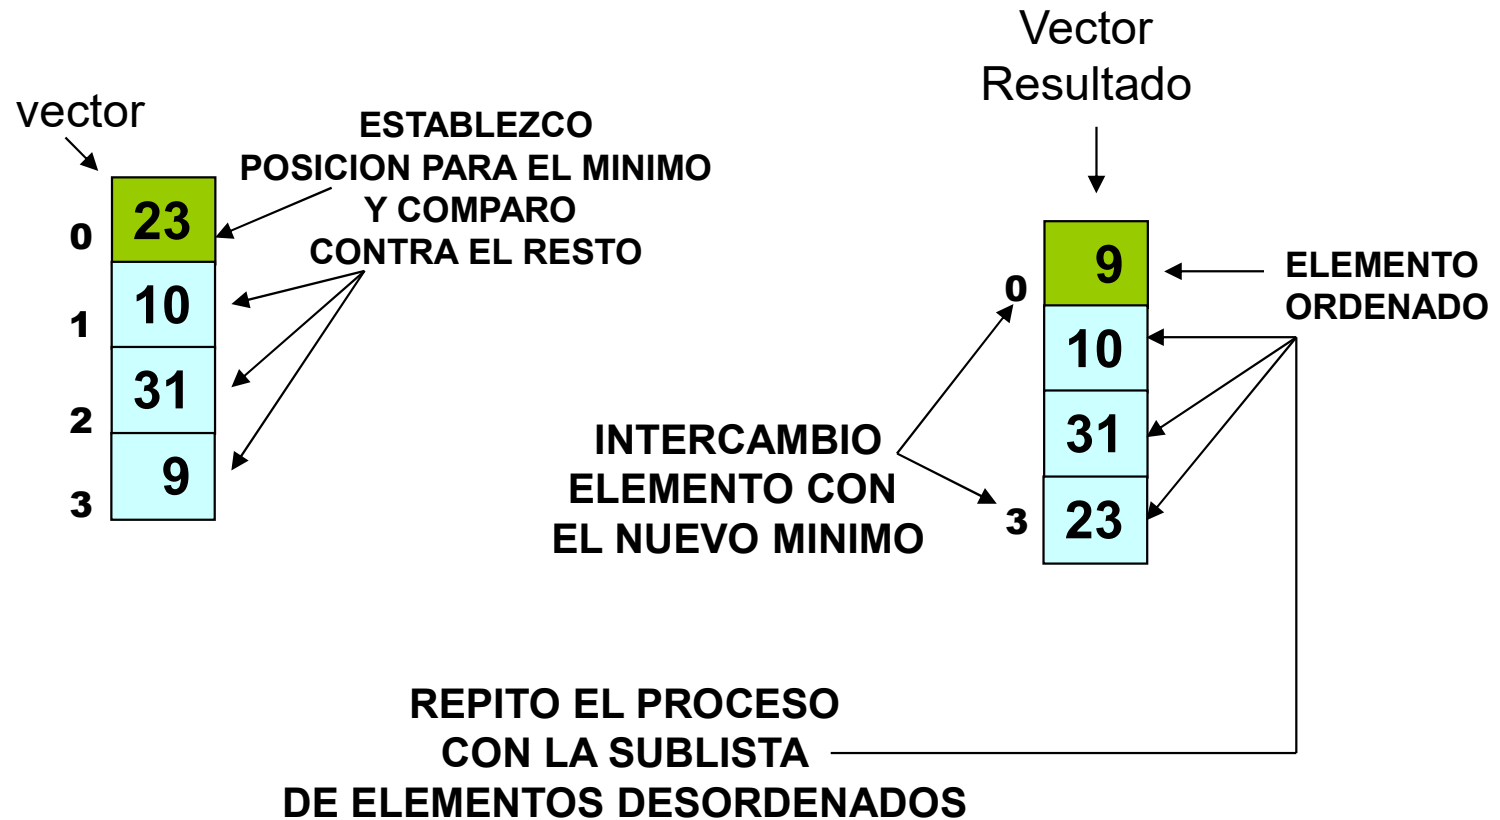 vector
0
1
2
3
23
10
31
9
ESTABLEZCO
POSICION PARA EL MINIMO
Y COMPARO
CONTRA EL RESTO
Vector
Resultado
0
3
9
10
31
23
ELEMENTO
ORDENADO
INTERCAMBIO
ELEMENTO CON
EL NUEVO MINIMO
REPITO EL PROCESO
CON LA SUBLISTA
DE ELEMENTOS DESORDENADOS